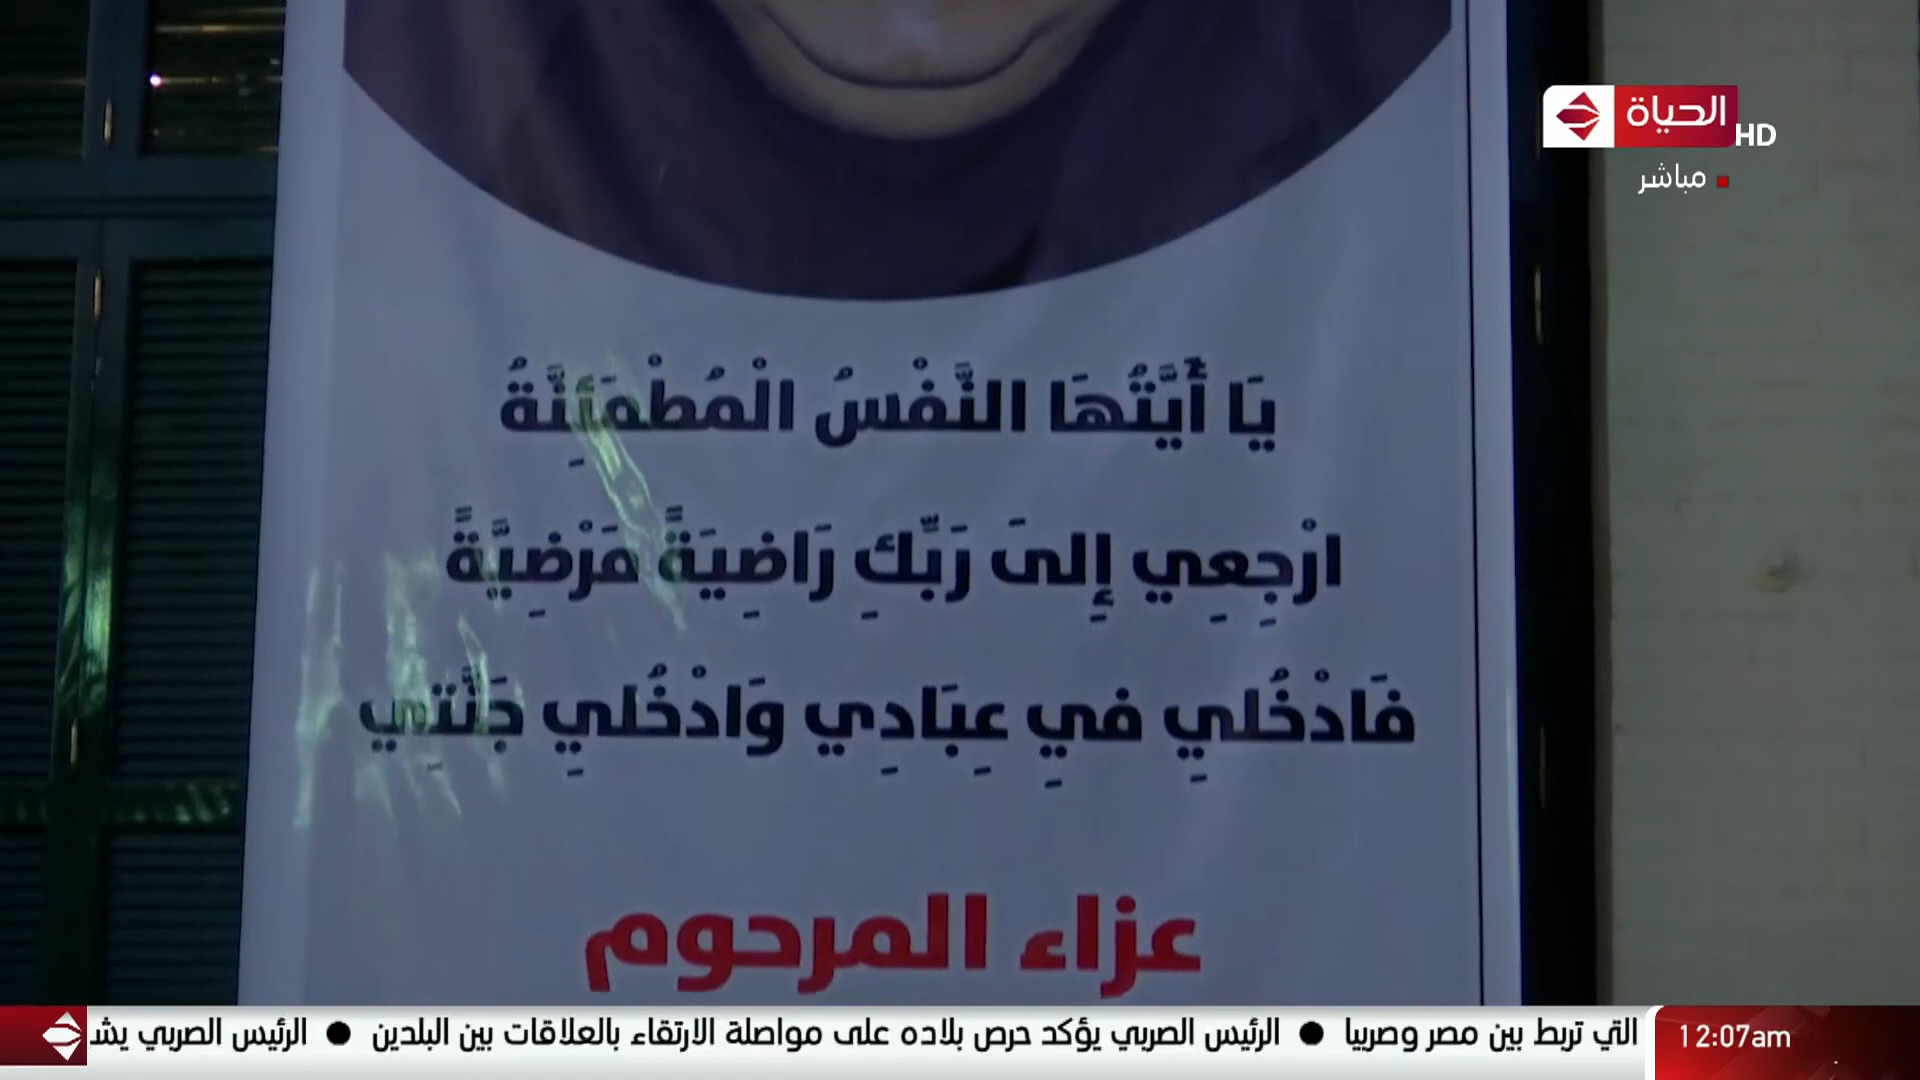 الحياة
HD
مباشر
يَا أَيَّتُهَا النَّفْسُ الْمُطْمَئِنَّةُ
ارْجِعِي إِلَىَ رَبِّكِ رَاضِيَةً مَرْضِيَّةً
فَادْخُلِي فِي عِبَادِي وَادْخُلِي جَنَّتِي
عزاء المرحوم
التي تربط بين مصر وصربيا ● الرئيس الصربي يؤكد حرص بلاده على مواصلة الارتقاء بالعلاقات بين البلدين ● الرئيس الصربي يش
12:07am